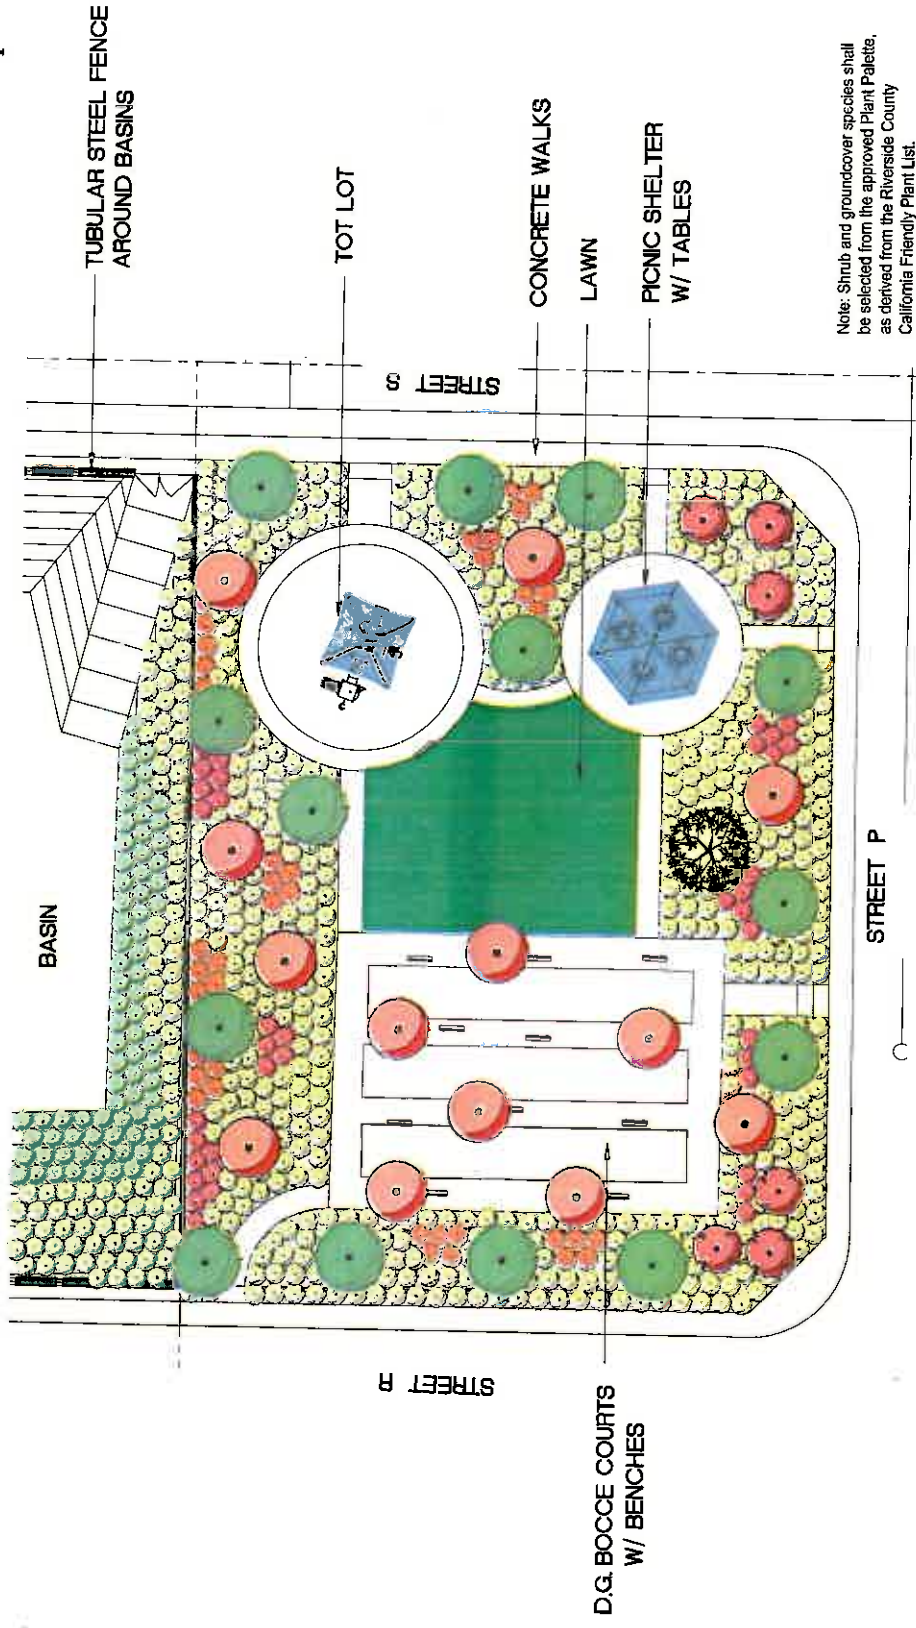 TUBULAR STEEL FENCE
AROUND BASINS
TOT LOT
CONCRETE WALKS
LAWN
PICNIC SHELTER
W/ TABLES
Note: Shrub and groundcover species shall
be selected from the approved Plant Palette,
as derived from the Riverside County
California Friendly Plant List.
STREET S
BASIN
STREET P
STREET R
D.G. BOCCE COURTS
W/ BENCHES